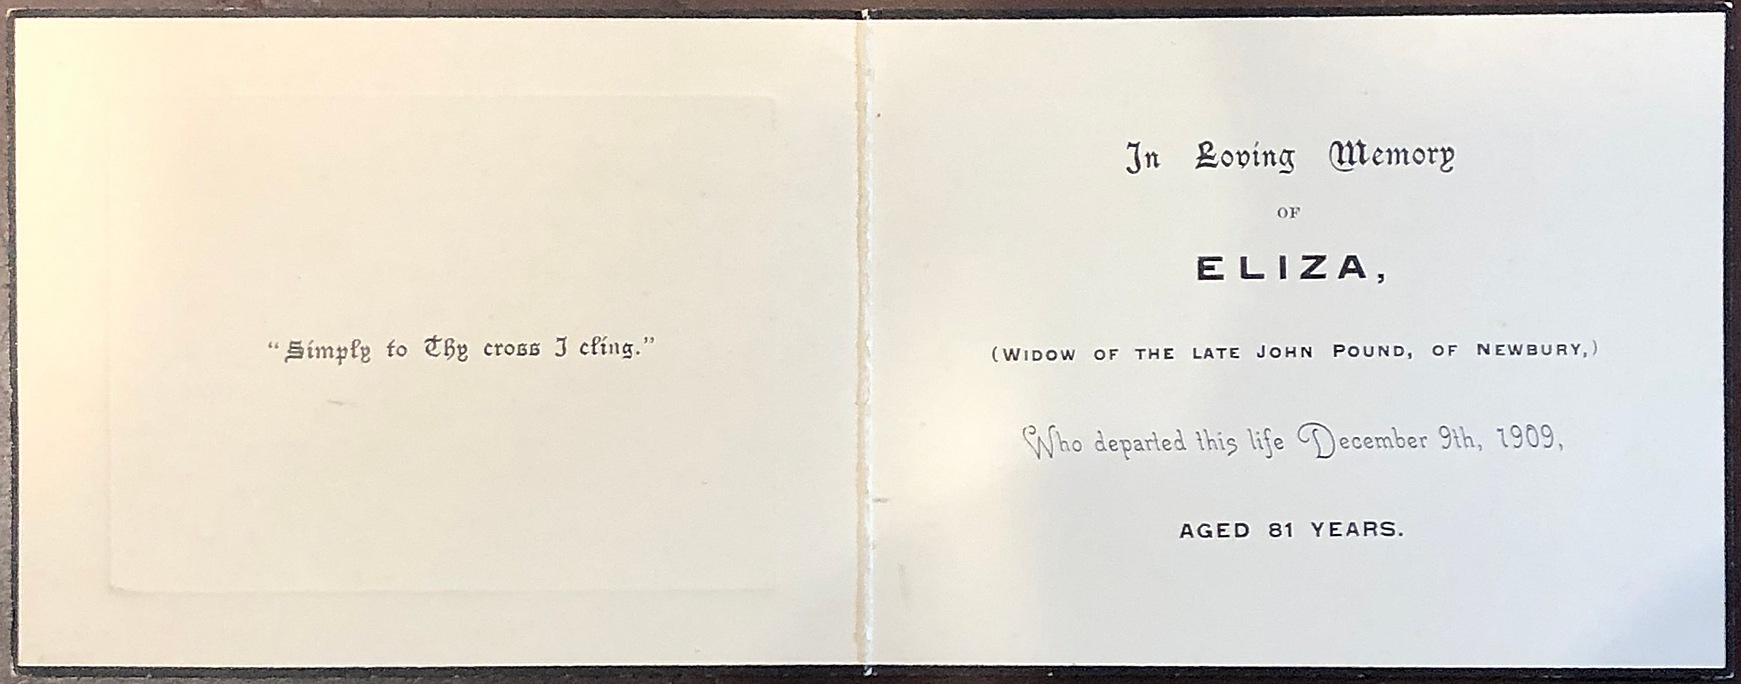 “Simply to Thy cross I cling.”
In Loving Memory
OF
ELIZA,
(WIDOW OF THE LATE JOHN POUND, OF NEWBURY,)
Who departed this life December 9th, 1909,
AGED 81 YEARS.